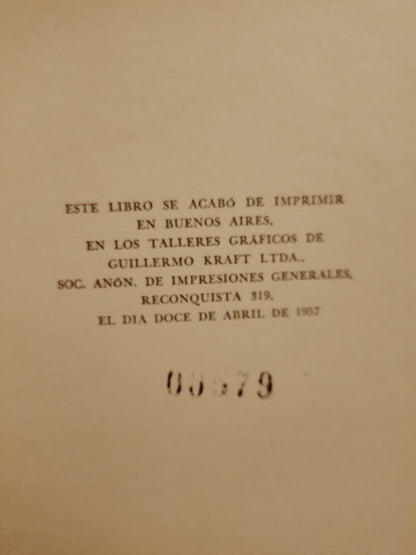 ESTE LIBRO SE ACABÓ DE IMPRIMIR
EN BUENOS AIRES,
EN LOS TALLERES GRÁFICOS DE
GUILLERMO KRAFT LTDA.,
SOC. ANÓN. DE IMPRESIONES GENERALES,
RECONQUISTA 319,
EL DIA DOCE DE ABRIL DE 1957